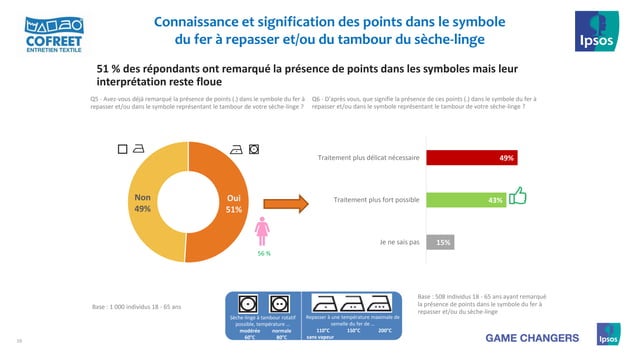 COFREET
ENTRETIEN TEXTILE
Connaissance et signification des points dans le symbole
du fer à repasser et/ou du tambour du sèche-linge
Ipsos
51 % des répondants ont remarqué la présence de points dans les symboles mais leur
interprétation reste floue
Q5 - Avez-vous déjà remarqué la présence de points (.) dans le symbole du fer à
repasser et/ou dans le symbole représentant le tambour de votre sèche-linge ?
Q6 - D'après vous, que signifie la présence de ces points (.) dans le symbole du fer à
repasser et/ou dans le symbole représentant le tambour de votre sèche-linge ?
Non
49%
Oui
51%
56 %
Traitement plus délicat nécessaire
49%
Traitement plus fort possible
43%
Je ne sais pas
15%
Base : 1 000 individus 18 - 65 ans
Sèche-linge à tambour rotatif
possible, température ...
modérée normale
60°C 80°C
Repasser à une température maximale de
semelle du fer de ...
110°C 150°C 200°C
sans vapeur
Base : 508 individus 18 - 65 ans ayant remarqué
la présence de points dans le symbole du fer à
repasser et/ou du sèche-linge
GAME CHANGERS
Ipsos